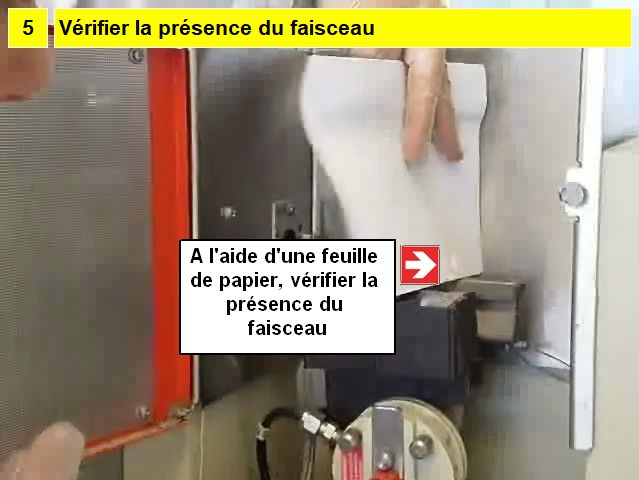 5 Vérifier la présence du faisceau
A l'aide d'une feuille
de papier, vérifier la
présence du
faisceau